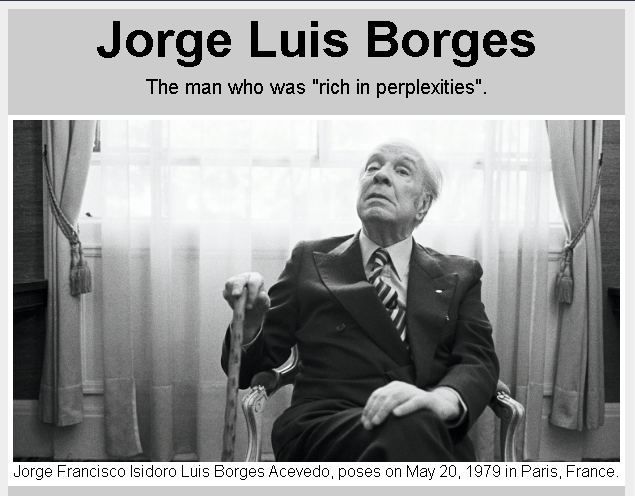 Jorge Luis Borges
The man who was "rich in perplexities".
Jorge Francisco Isidoro Luis Borges Acevedo, poses on May 20, 1979 in Paris, France.